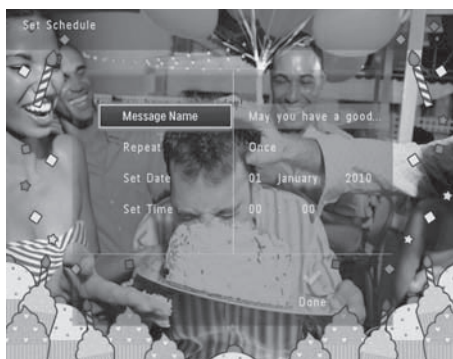 Set Schedule
Message Name May you have a good...
Repeat Once
Set Date 01 January 2010
Set Time 00 00
Done